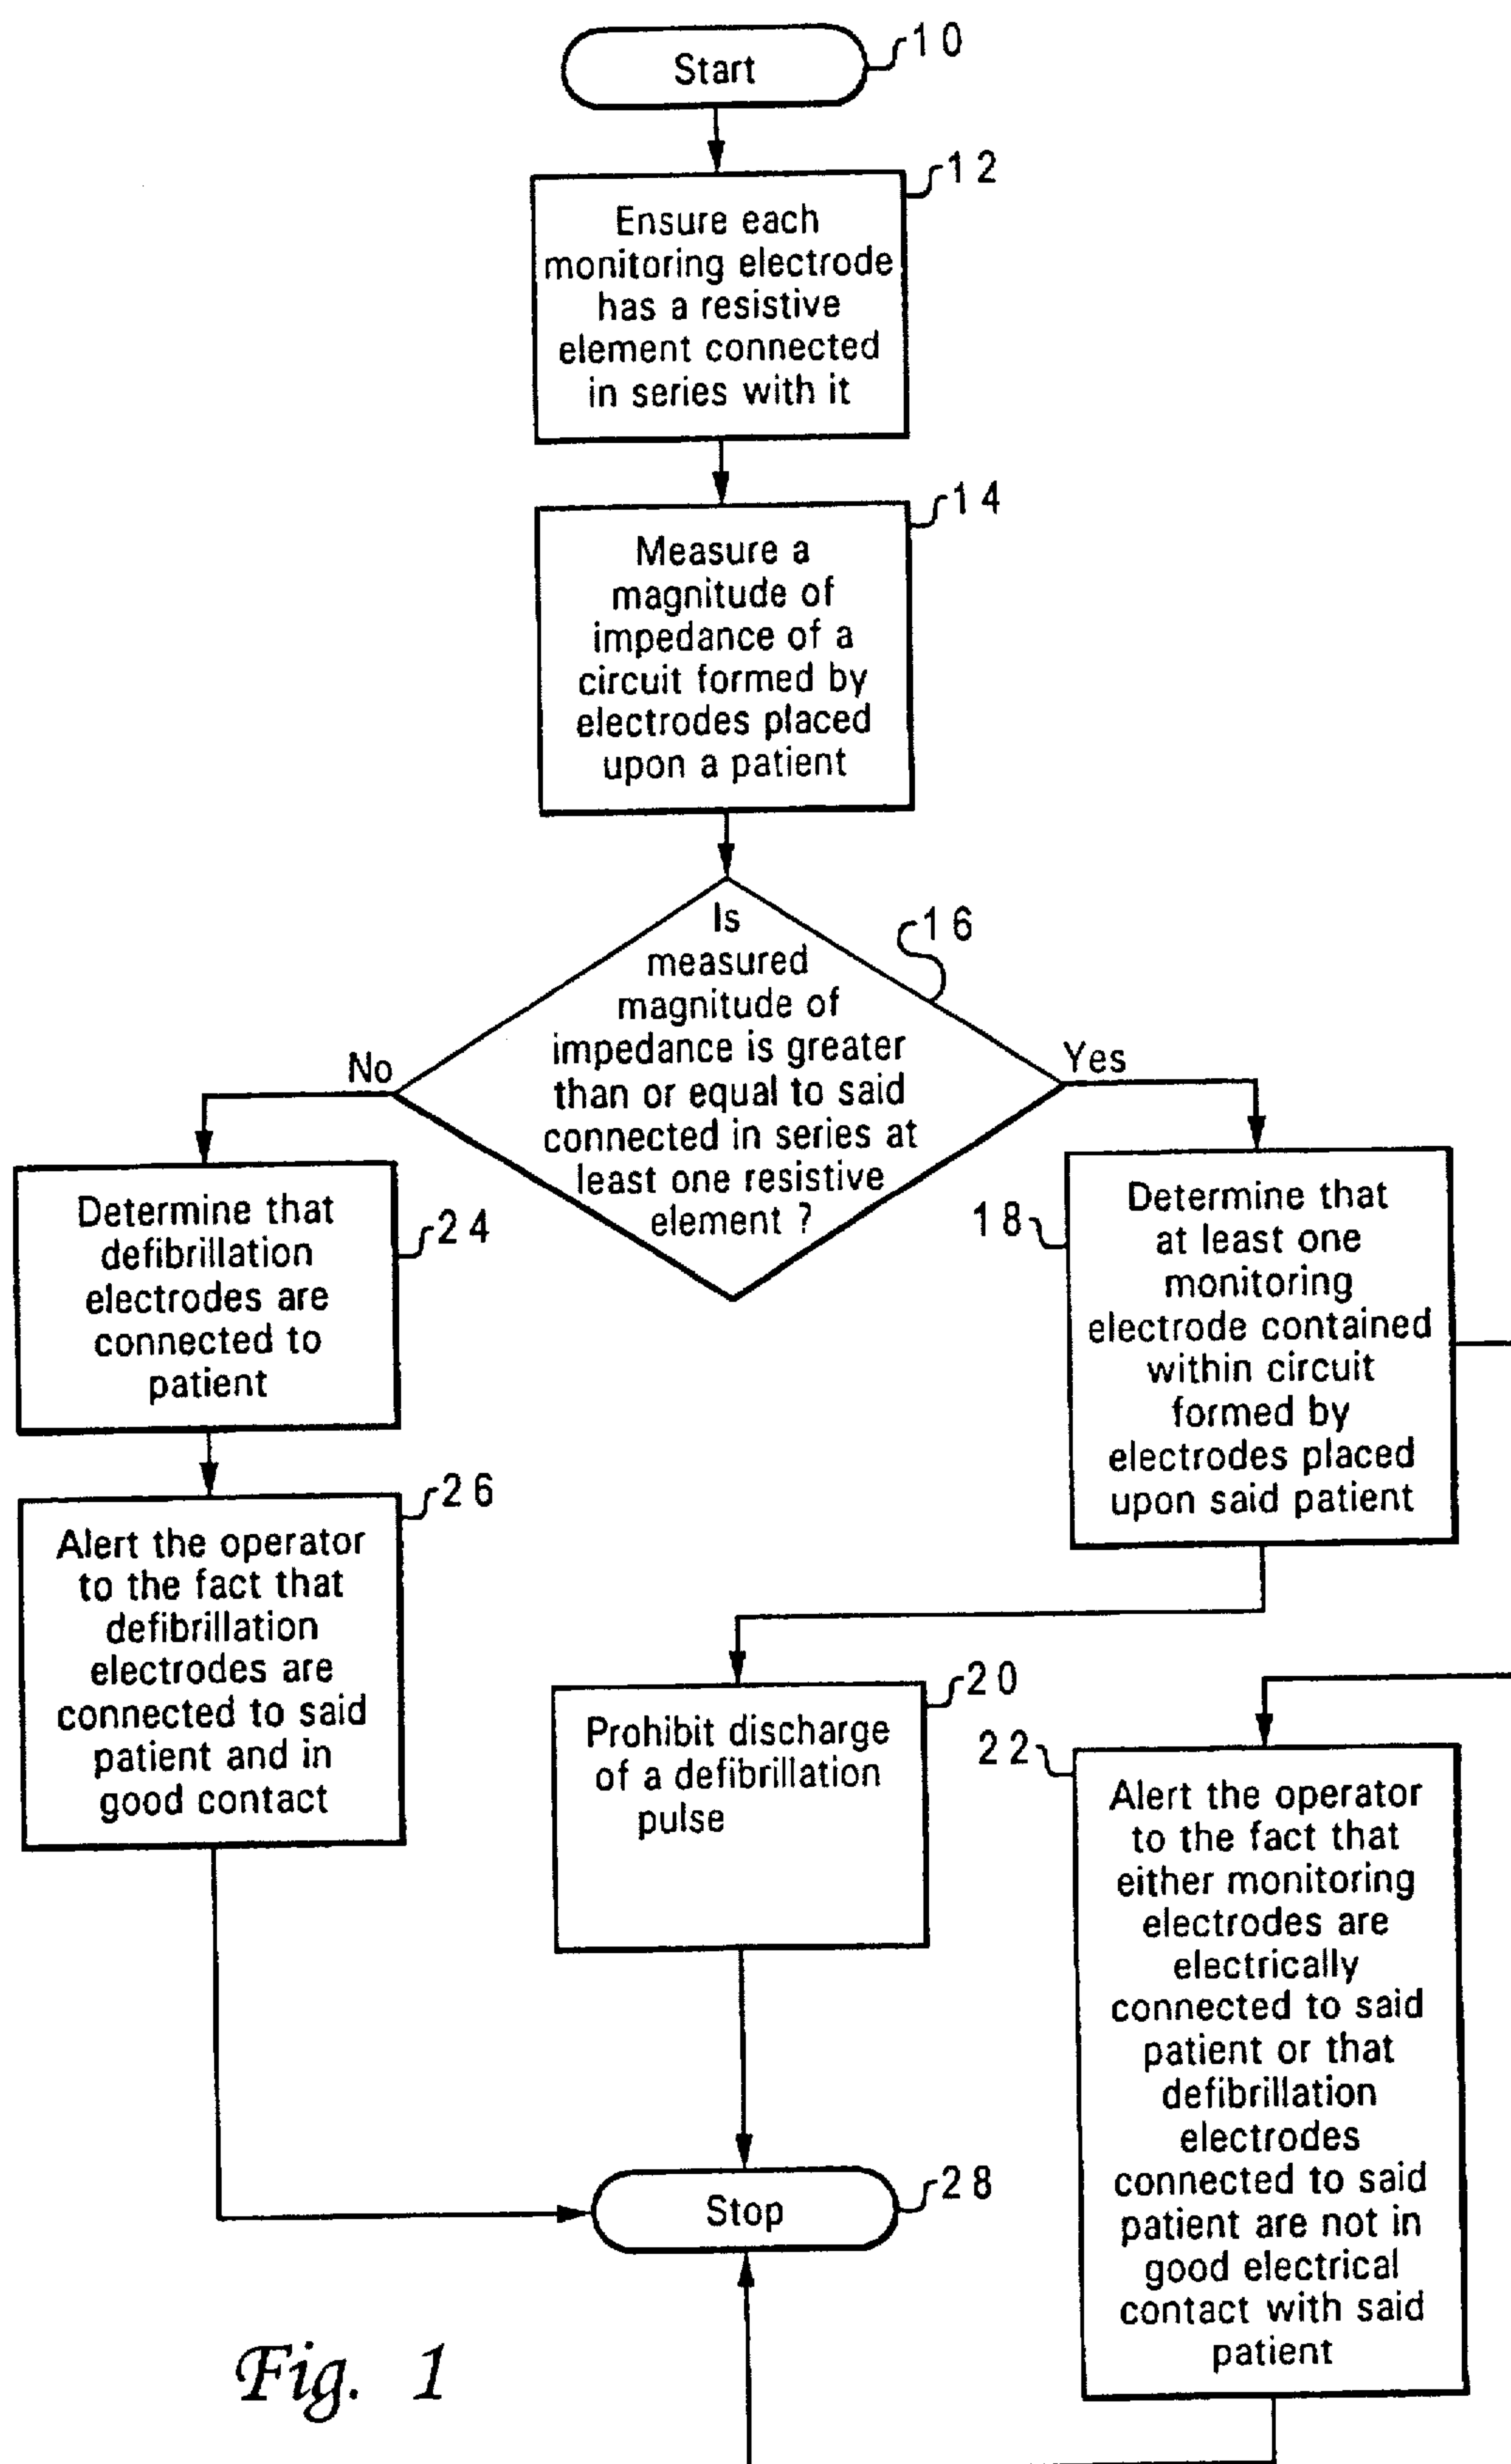 Start
10
12
Ensure each
monitoring electrode
has a resistive
element connected
in series with it
14
Measure a
magnitude of
impedance of a
circuit formed by
electrodes placed
upon a patient
16
Is
measured
magnitude of
impedance is greater
than or equal to said
connected in series at
least one resistive
element ?
No
Yes
Determine that
defibrillation
electrodes are
connected to
patient
24
18
Determine that
at least one
monitoring
electrode contained
within circuit
formed by
electrodes placed
upon said patient
26
Alert the operator
to the fact that
defibrillation
electrodes are
connected to said
patient and in
good contact
20
Prohibit discharge
of a defibrillation
pulse
22
Alert the operator
to the fact that
either monitoring
electrodes are
electrically
connected to said
patient or that
defibrillation
electrodes
connected to said
patient are not in
good electrical
contact with said
patient
Stop
28
Fig. 1